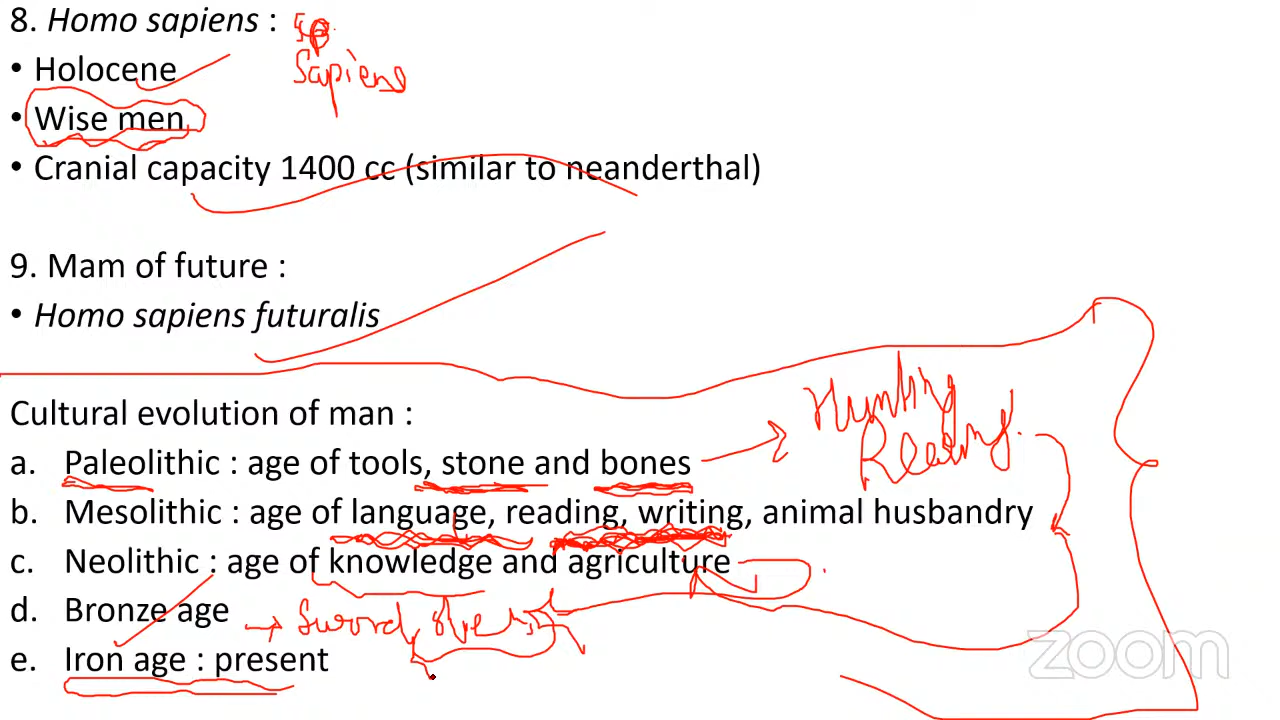 8. Homo sapiens :
Sapiens
• Holocene
• Wise men
• Cranial capacity 1400 cc (similar to neanderthal)
9. Mam of future :
• Homo sapiens futuralis
Cultural evolution of man :
Hunting
Reading
a. Paleolithic : age of tools, stone and bones
b. Mesolithic : age of language, reading, writing, animal husbandry
c. Neolithic : age of knowledge and agriculture
d. Bronze age
→ Sword,
e. Iron age : present
zoom